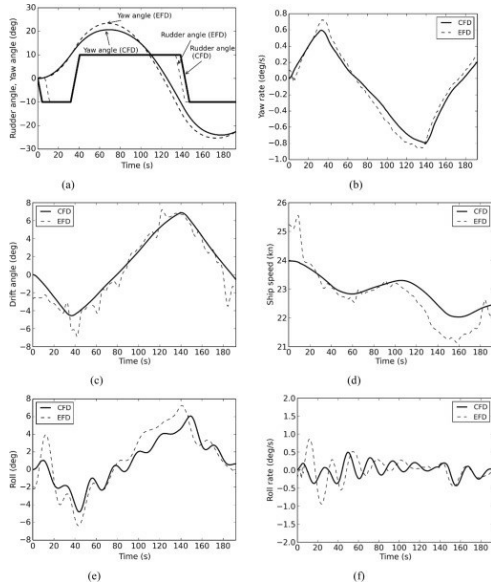 30
20
10
0
-10
-20
-30
0 20 40 60 80 100 120 140 160 180
Rudder angle, Yaw angle (deg)
Time (s)
Yaw angle (EFD)
Yaw angle (CFD)
Rudder angle (EFD)
Rudder angle (CFD)
(a)
0.8
0.6
0.4
0.2
0.0
-0.2
-0.4
-0.6
-0.8
-1.0
0 20 40 60 80 100 120 140 160 180
Yaw rate (deg/s)
Time (s)
CFD
EFD
(b)
8
6
4
2
0
-2
-4
-6
-8
0 20 40 60 80 100 120 140 160 180
Drift angle (deg)
Time (s)
CFD
EFD
(c)
26
25
24
23
22
21
0 20 40 60 80 100 120 140 160 180
Ship speed (kn)
Time (s)
CFD
EFD
(d)
8
6
4
2
0
-2
-4
-6
-8
0 20 40 60 80 100 120 140 160 180
Roll (deg)
Time (s)
CFD
EFD
(e)
2.0
1.5
1.0
0.5
0.0
-0.5
-1.0
-1.5
-2.0
0 20 40 60 80 100 120 140 160 180
Roll rate (deg/s)
Time (s)
CFD
EFD
(f)